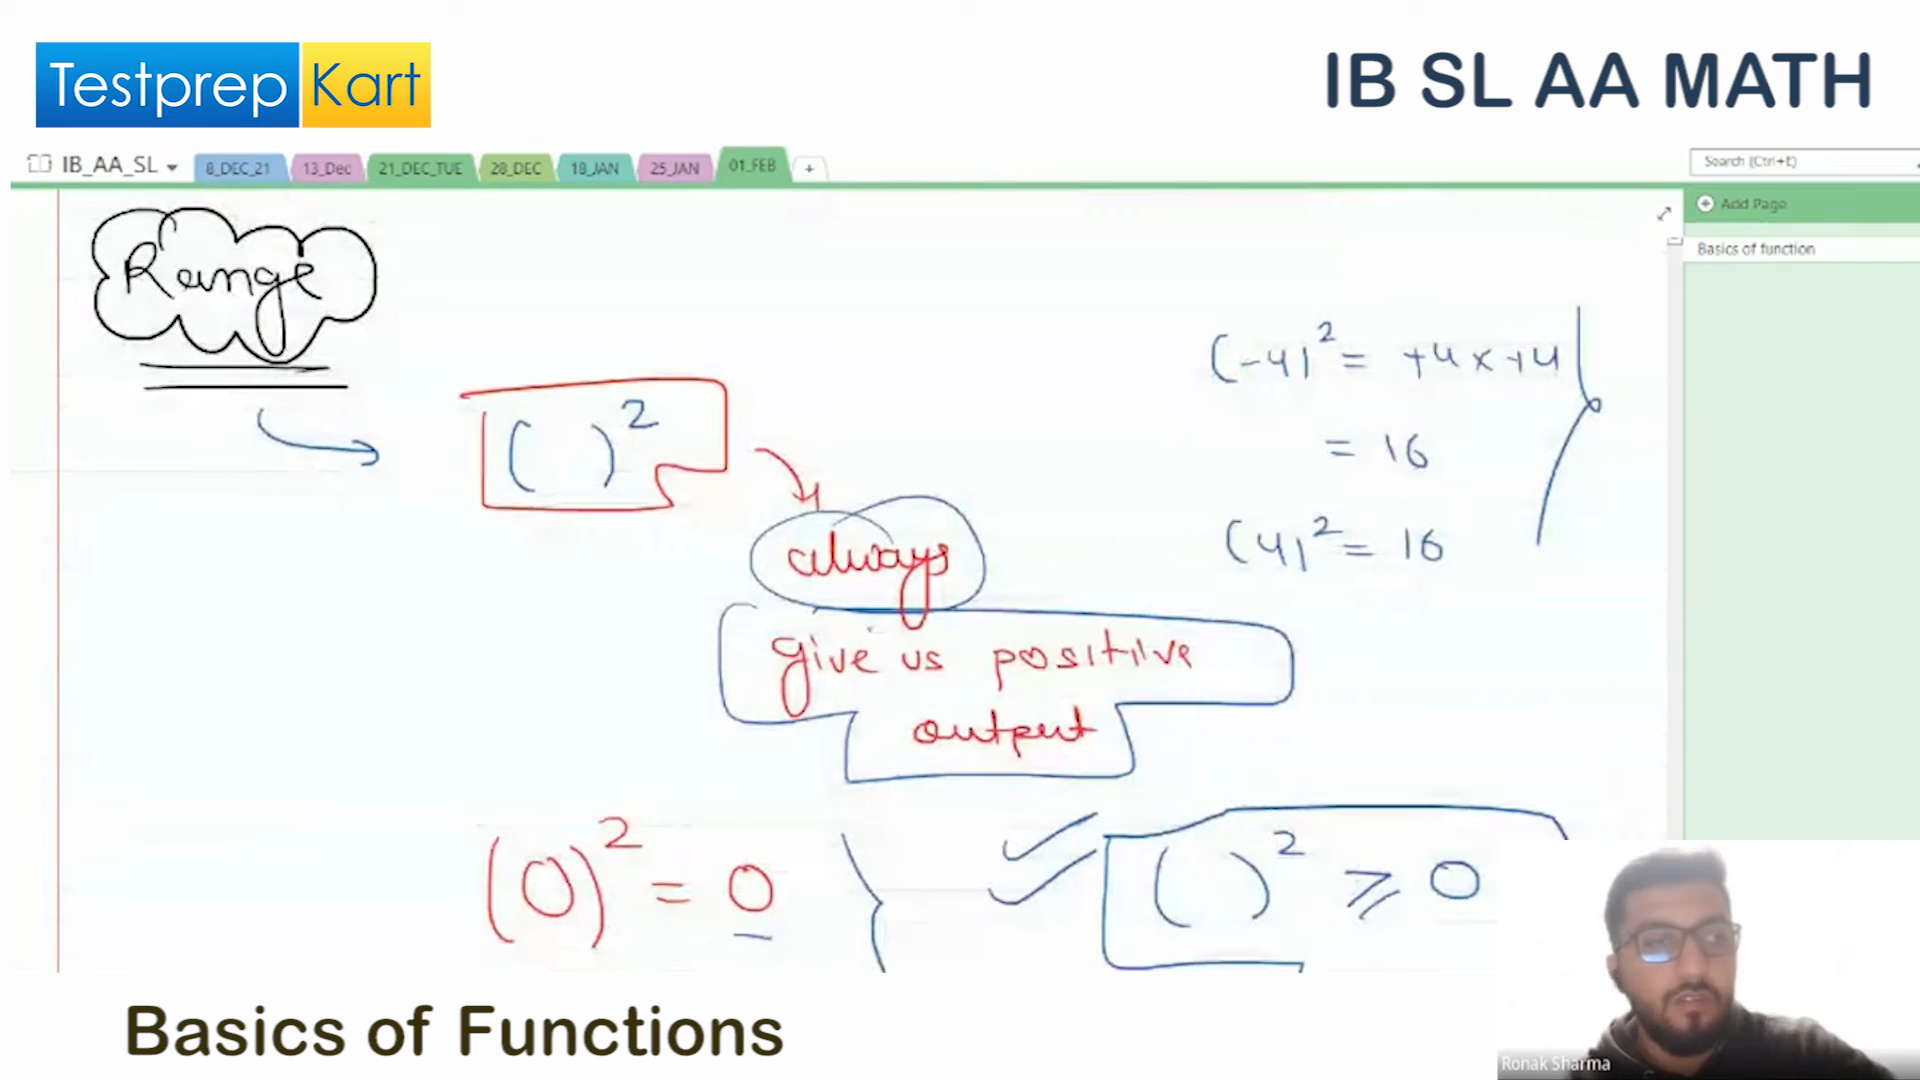 Testprep Kart
IB SL AA MATH
IB_AA_SL
8_DEC_21
13_Dec
21_DEC_TUE
28_DEC
18_JAN
25_JAN
01_FEB
+
Search (Ctrl+E)
Add Page
Basics of function
Range
( )²
(-4)² = +4 x +4
= 16
(4)² = 16
always
give us positive
output
(0)² = 0
( )² ⩾ 0
Basics of Functions
Ronak Sharma